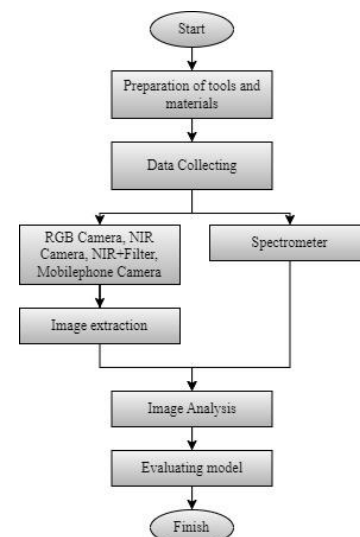 Start
Preparation of tools and
materials
Data Collecting
RGB Camera, NIR
Camera, NIR+Filter,
Mobilephone Camera
Spectrometer
Image extraction
Image Analysis
Evaluating model
Finish